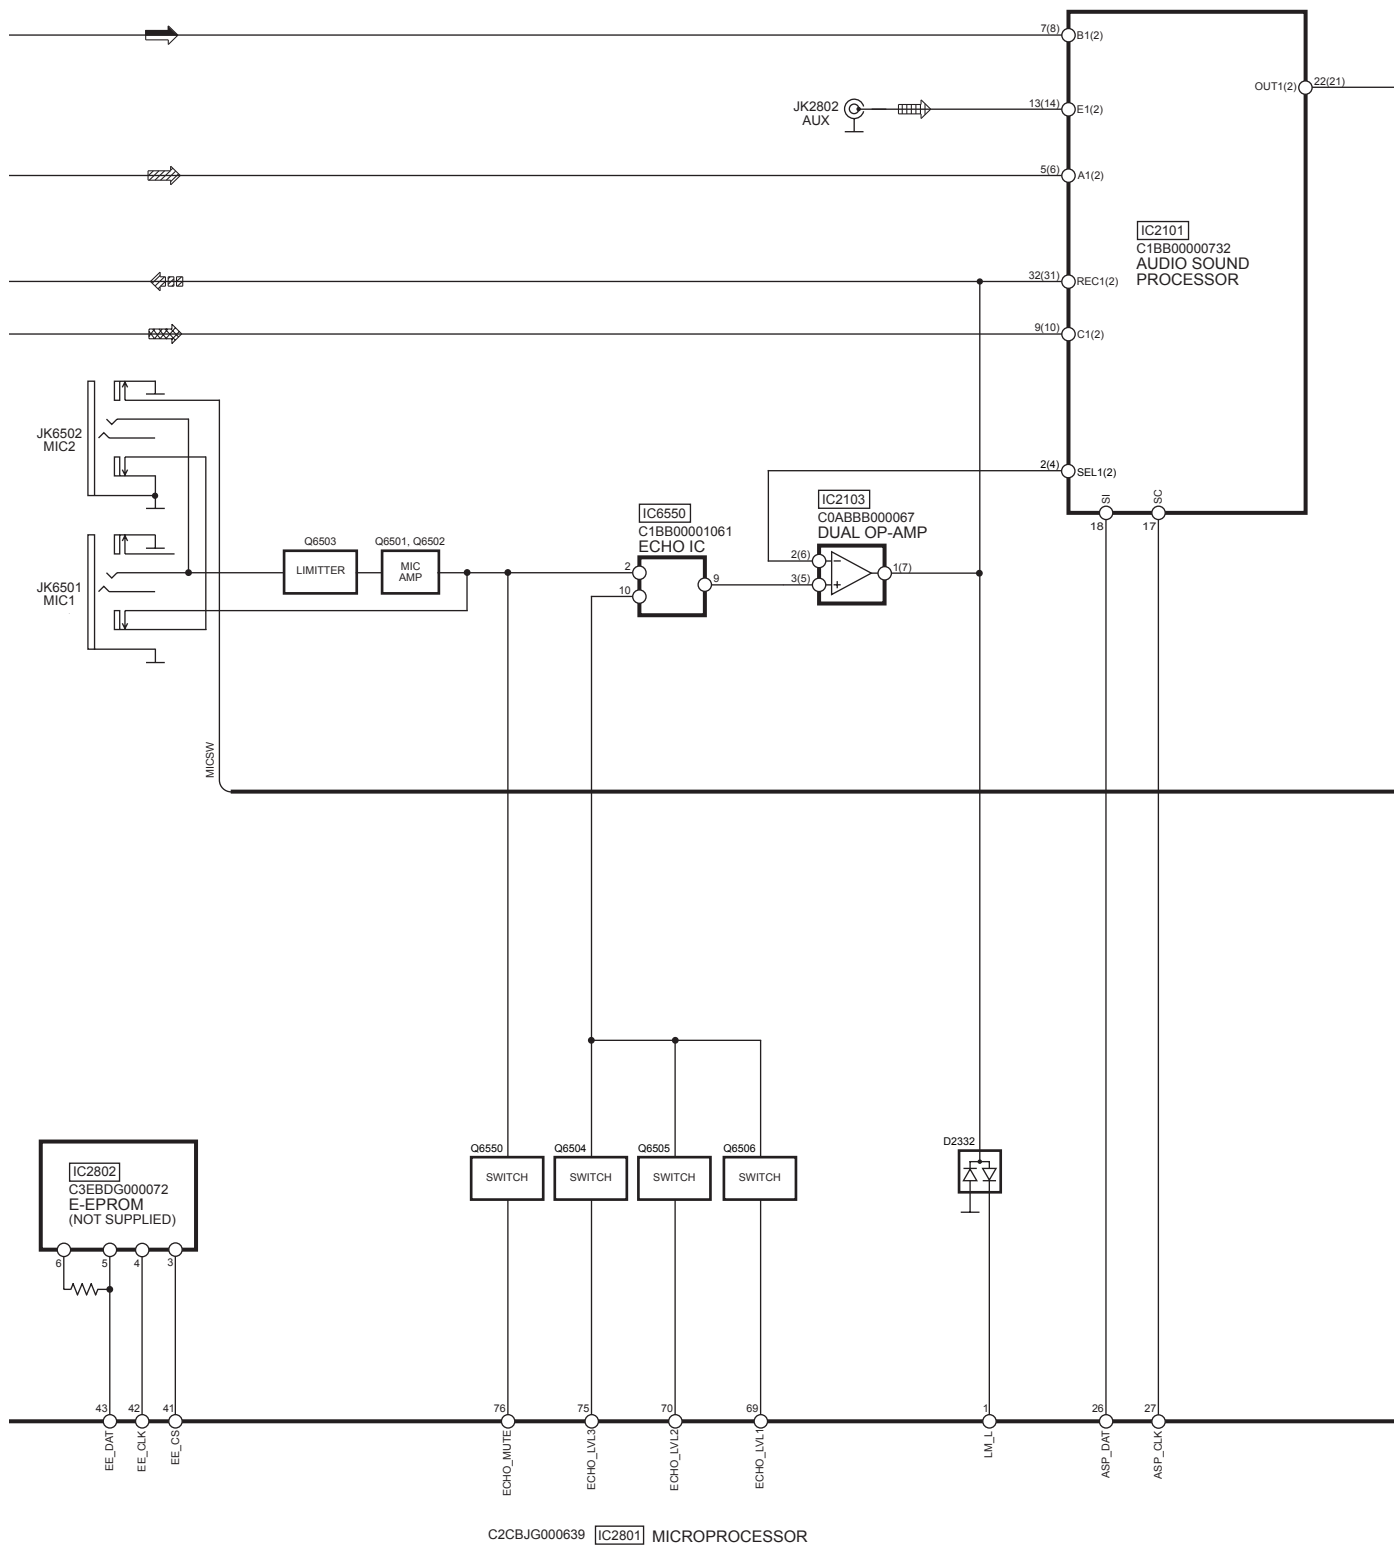 7(8)
B1(2)
OUT1(2)
22(21)
JK2802
AUX
13(14)
E1(2)
5(6)
A1(2)
IC2101
C1BB00000732
AUDIO SOUND
PROCESSOR
32(31)
REC1(2)
9(10)
C1(2)
JK6502
MIC2
2(4)
SEL1(2)
SI
SC
18
17
IC6550
C1BB00001061
ECHO IC
IC2103
C0ABBB000067
DUAL OP-AMP
Q6503
LIMITTER
Q6501, Q6502
MIC
AMP
2
10
9
2(6)
3(5)
1(7)
JK6501
MIC1
MICSW
IC2802
C3EBDG000072
E-EPROM
(NOT SUPPLIED)
6
5
4
3
Q6550
SWITCH
Q6504
SWITCH
Q6505
SWITCH
Q6506
SWITCH
D2332
43
42
41
76
75
70
69
1
26
27
EE_DAT
EE_CLK
EE_CS
ECHO_MUTE
ECHO_LVL3
ECHO_LVL2
ECHO_LVL1
LM_L
ASP_DAT
ASP_CLK
C2CBJG000639 IC2801 MICROPROCESSOR